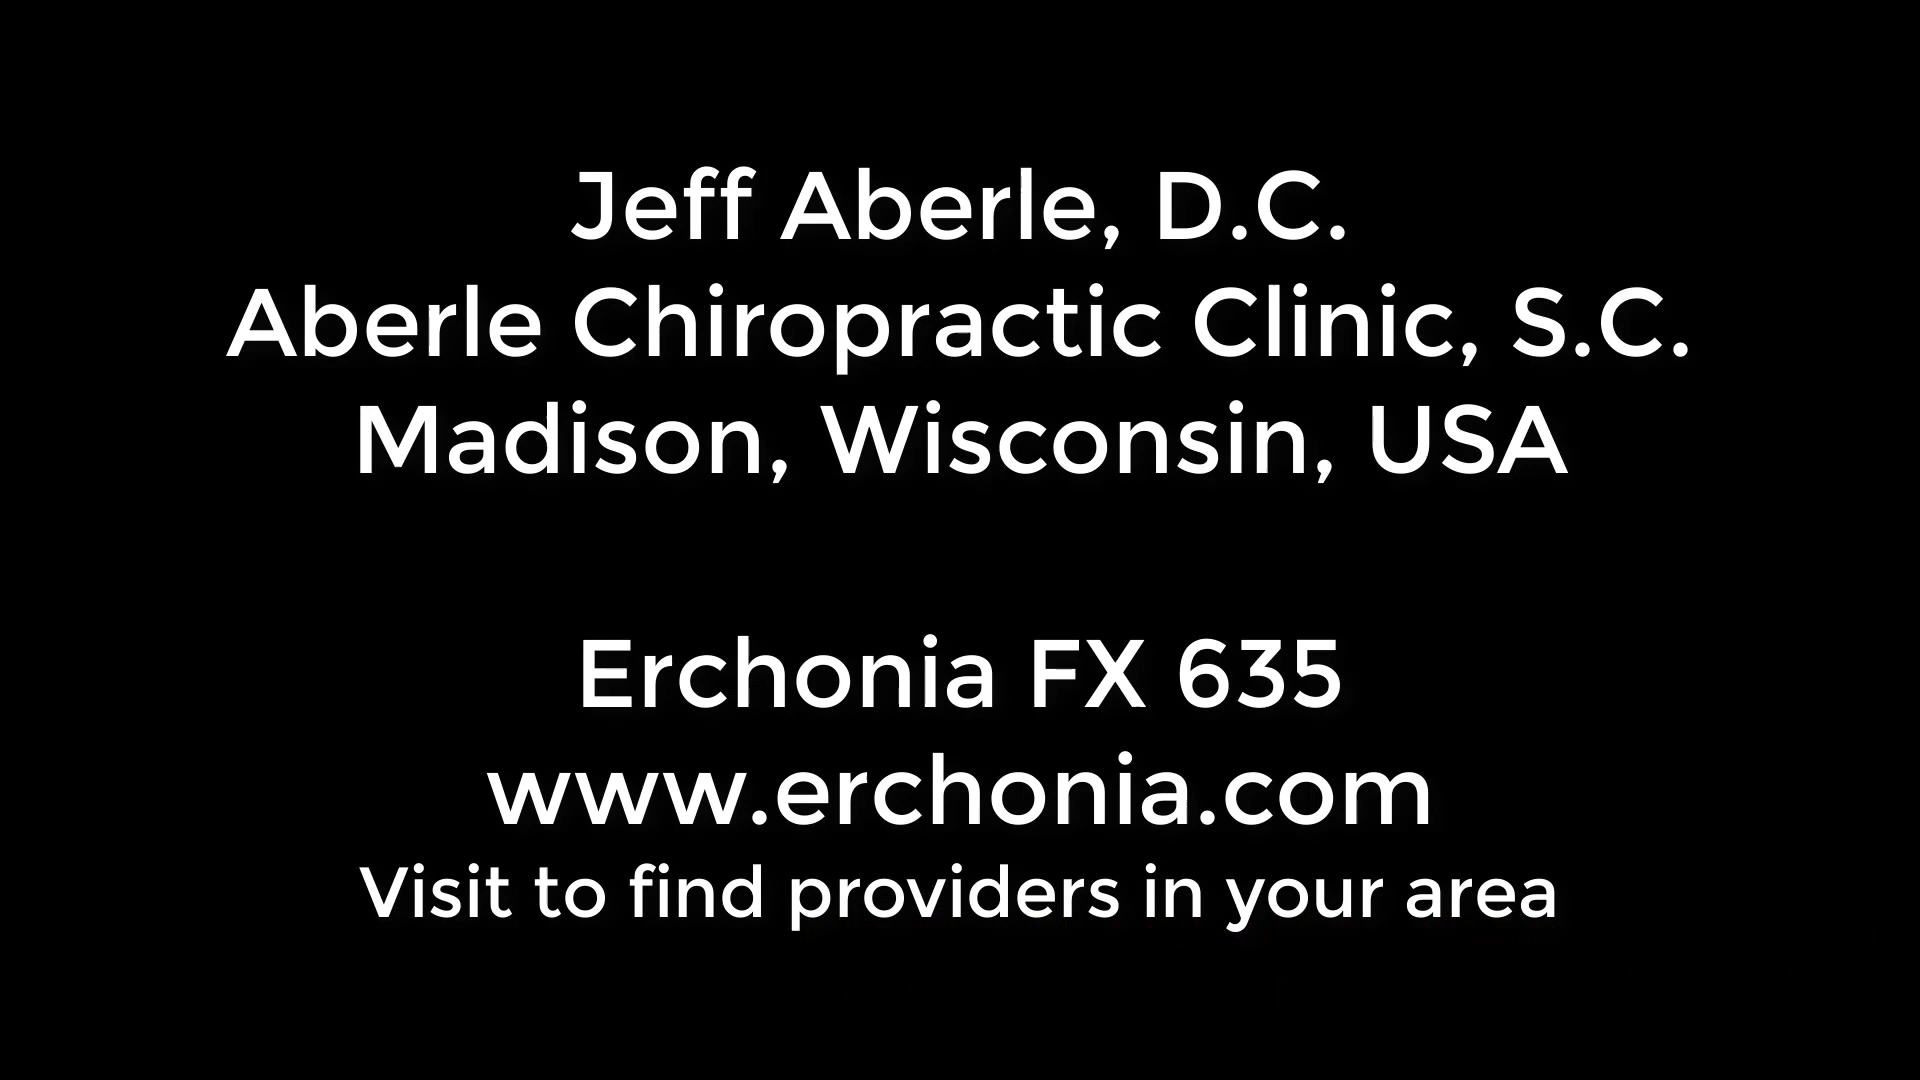 Jeff Aberle, D.C.
Aberle Chiropractic Clinic, S.C.
Madison, Wisconsin, USA
Erchonia FX 635
www.erchonia.com
Visit to find providers in your area